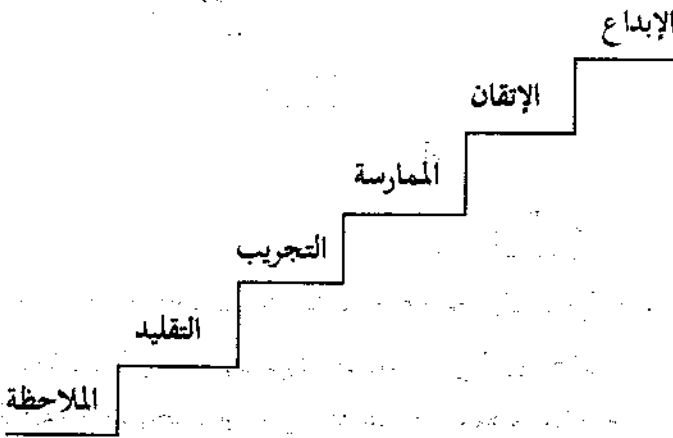 الإبداع
الإتقان
الممارسة
التجريب
التقليد
الملاحظة